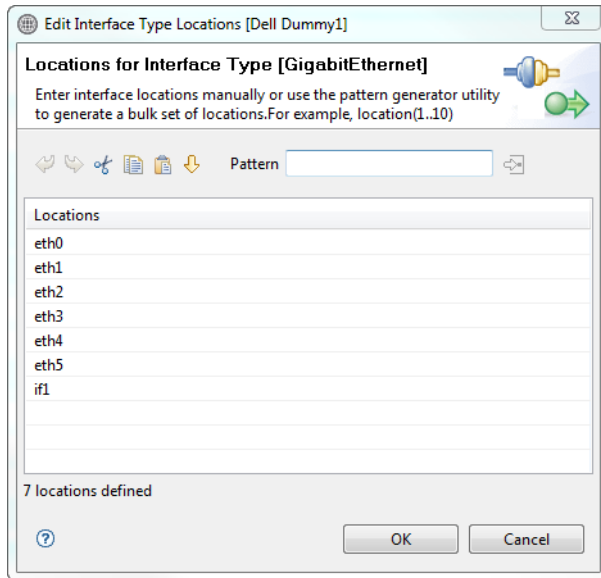 Edit Interface Type Locations [Dell Dummy1]
Locations for Interface Type [GigabitEthernet]
Enter interface locations manually or use the pattern generator utility
to generate a bulk set of locations.For example, location(1..10)
Pattern
Locations
eth0
eth1
eth2
eth3
eth4
eth5
if1
7 locations defined
?
OK
Cancel